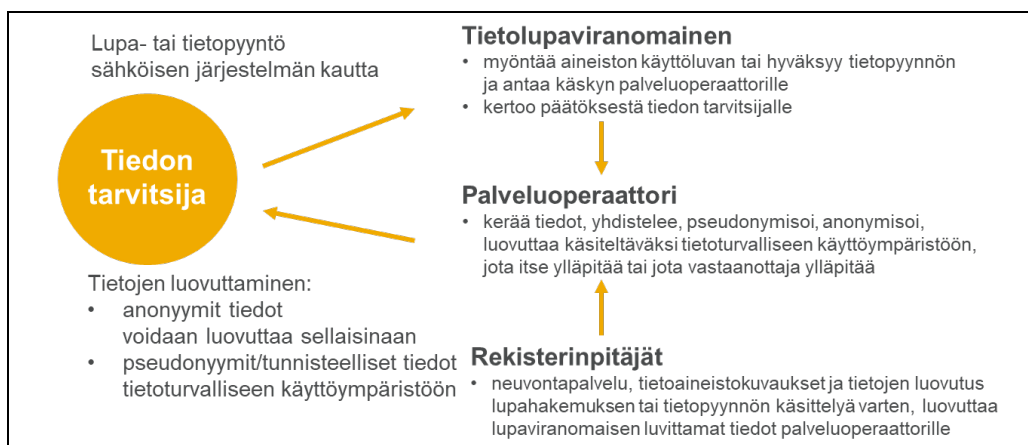 Lupa- tai tietopyyntö
sähköisen järjestelmän kautta
Tiedon
tarvitsija
Tietojen luovuttaminen:
• anonyymit tiedot
voidaan luovuttaa sellaisinaan
• pseudonyymit/tunnisteelliset tiedot
tietoturvalliseen käyttöympäristöön
Tietolupaviranomainen
• myöntää aineiston käyttöluvan tai hyväksyy tietopyynnön
ja antaa käskyn palveluoperaattorille
• kertoo päätöksestä tiedon tarvitsijalle
Palveluoperaattori
• kerää tiedot, yhdistelee, pseudonymisoi, anonymisoi,
luovuttaa käsiteltäväksi tietoturvalliseen käyttöympäristöön,
jota itse ylläpitää tai jota vastaanottaja ylläpitää
Rekisterinpitäjät
• neuvontapalvelu, tietoaineistokuvaukset ja tietojen luovutus
lupahakemuksen tai tietopyynnön käsittelyä varten, luovuttaa
lupaviranomaisen luvittamat tiedot palveluoperaattorille